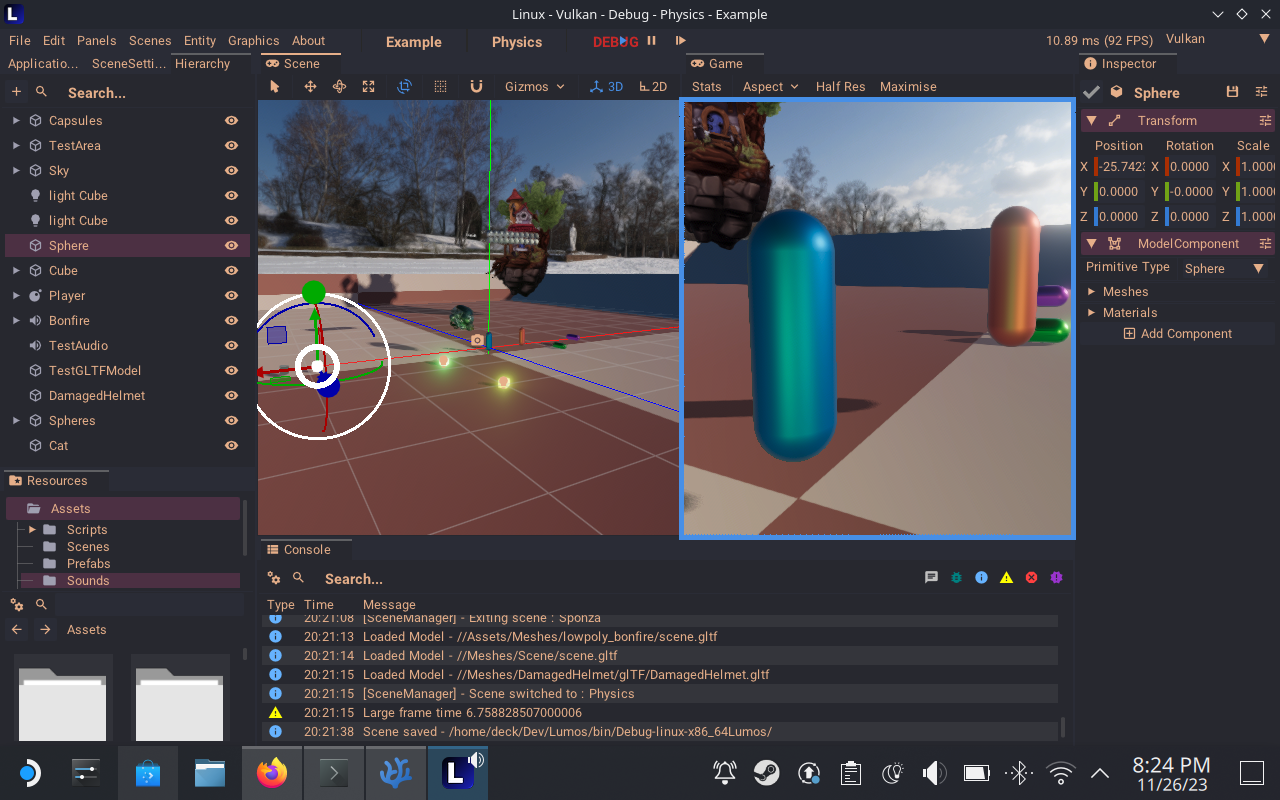 L
Linux - Vulkan - Debug - Physics - Example
File Edit Panels Scenes Entity Graphics About
Example Physics DEBUG
10.89 ms (92 FPS) Vulkan
Applicatio... SceneSetti... Hierarchy
Scene
Game
Inspector
Search...
Gizmos 3D 2D
Stats Aspect Half Res Maximise
Sphere
Capsules
TestArea
Sky
light Cube
light Cube
Sphere
Cube
Player
Bonfire
TestAudio
TestGLTFModel
DamagedHelmet
Spheres
Cat
Transform
Position Rotation Scale
X -25.742 X 0.0000 X 1.000
Y 0.0000 Y -0.0000 Y 1.000
Z 0.0000 Z 0.0000 Z 1.000
ModelComponent
Primitive Type Sphere
Meshes
Materials
Add Component
Resources
Assets
Scripts
Scenes
Prefabs
Sounds
Assets
Console
Search...
Type Time Message
20:21:08 [SceneManager] - Exiting scene : Sponza
20:21:13 Loaded Model - //Assets/Meshes/lowpoly_bonfire/scene.gltf
20:21:14 Loaded Model - //Meshes/Scene/scene.gltf
20:21:15 Loaded Model - //Meshes/DamagedHelmet/glTF/DamagedHelmet.gltf
20:21:15 [SceneManager] - Scene switched to : Physics
20:21:15 Large frame time 6.758828507000006
20:21:38 Scene saved - /home/deck/Dev/Lumos/bin/Debug-linux-x86_64Lumos/
L
8:24 PM
11/26/23